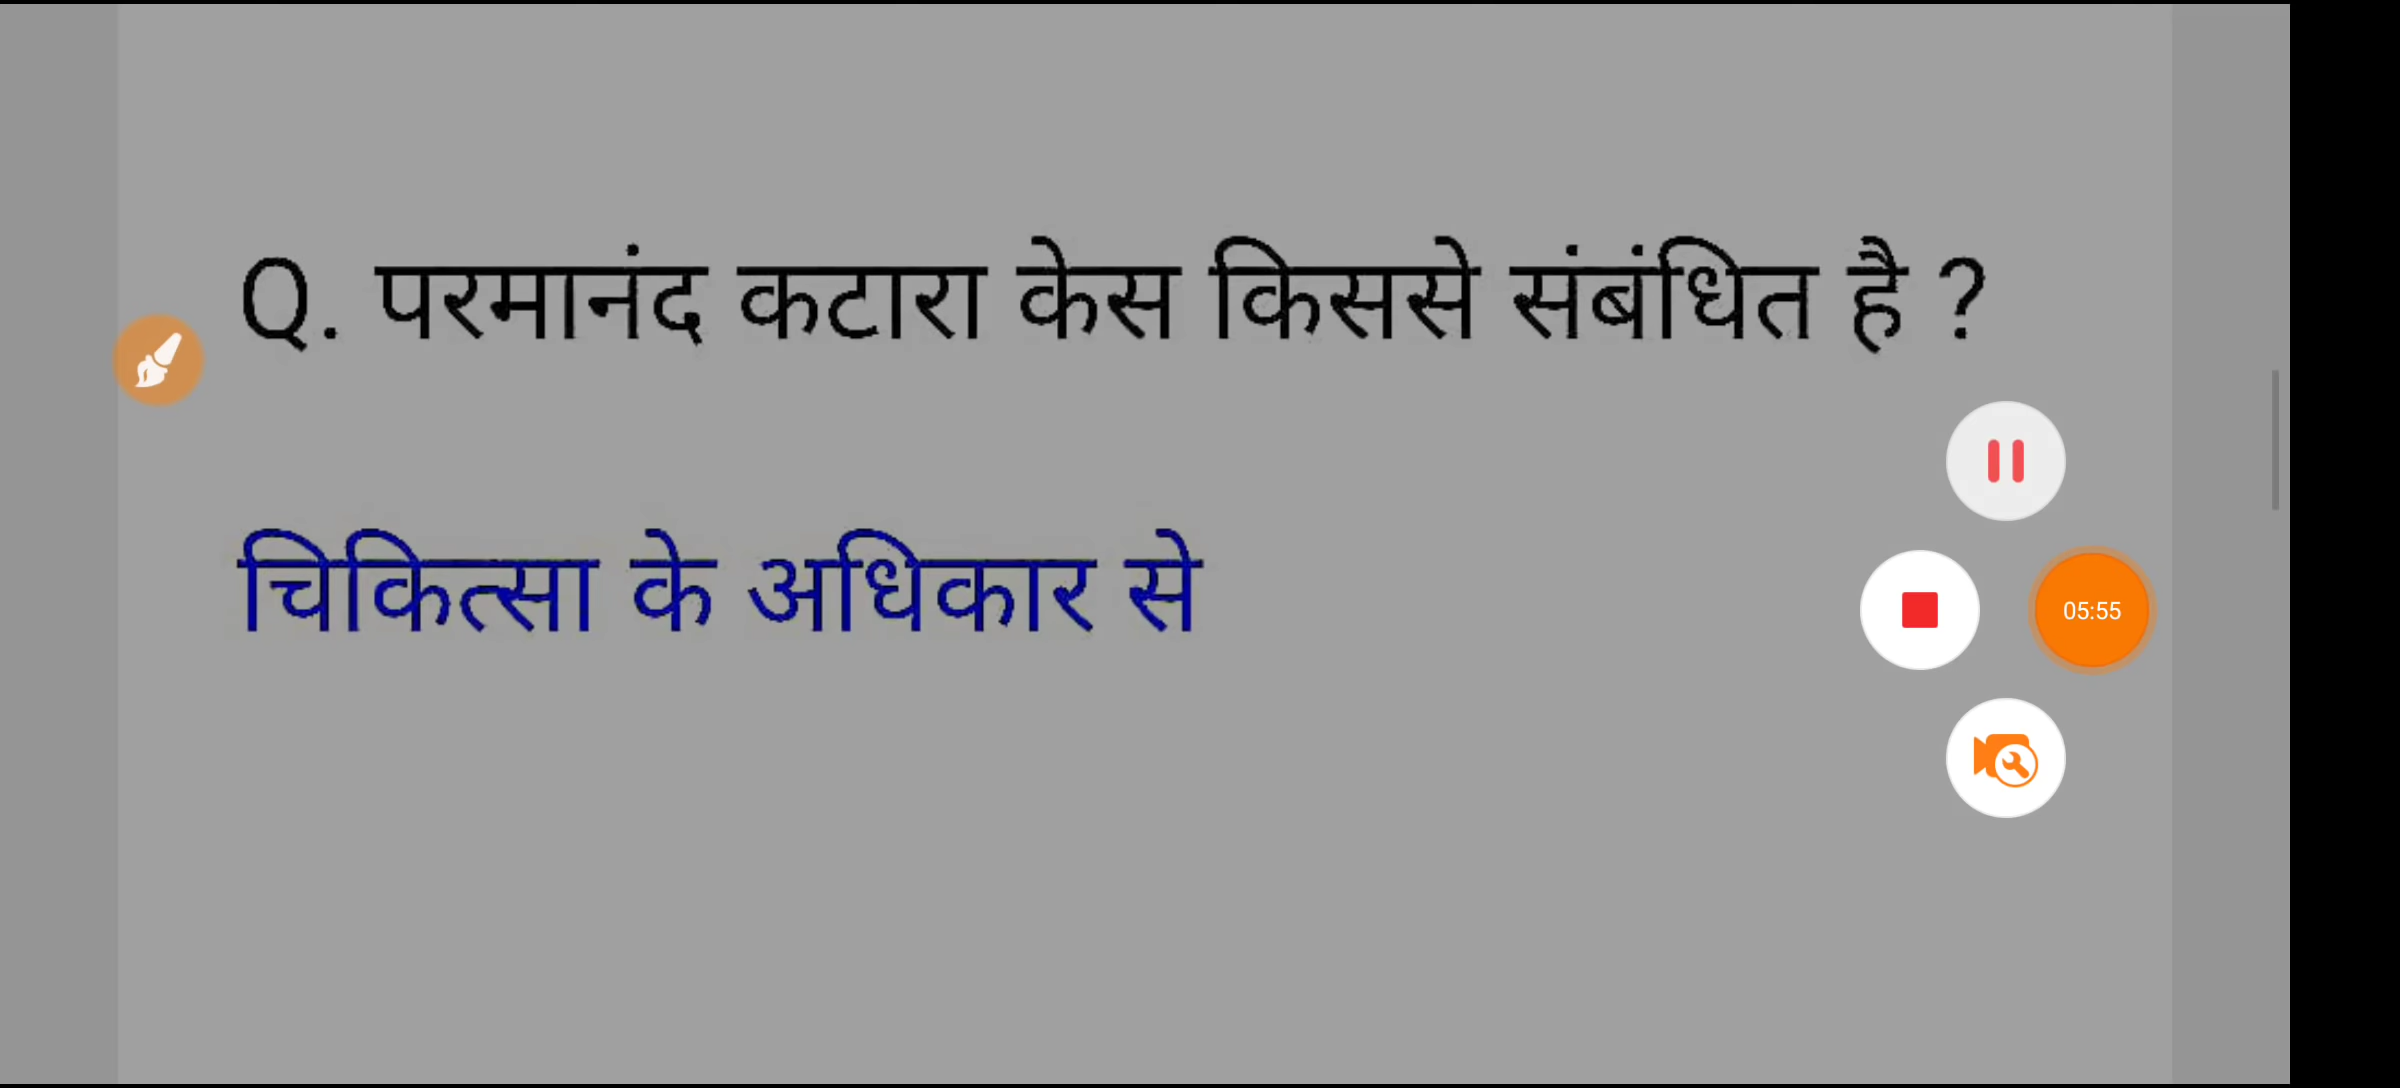 Q. परमानंद कटारा केस किससे संबंधित है ?
चिकित्सा के अधिकार से
05:55